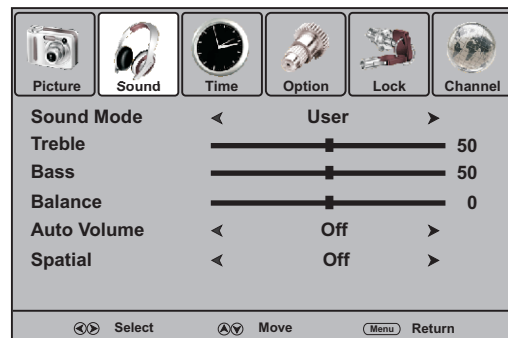 Picture Sound Time Option Lock Channel
Sound Mode User
Treble 50
Bass 50
Balance 0
Auto Volume Off
Spatial Off
Select Move Menu Return